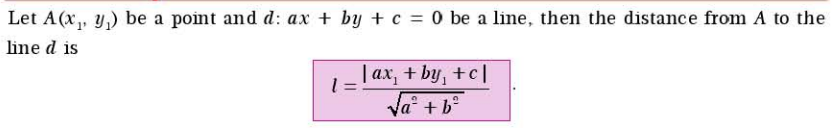 Let A(x₁, y₁) be a point and d: ax + by + c = 0 be a line, then the distance from A to the
line d is
l = |ax₁ + by₁ + c| / √(a² + b²) .